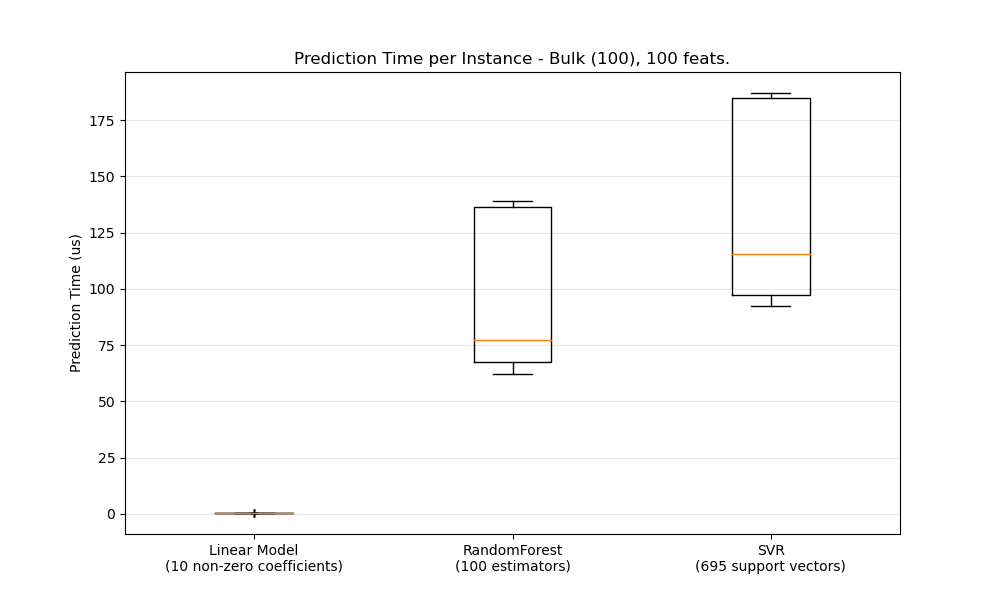 Prediction Time per Instance - Bulk (100), 100 feats.
Prediction Time (us)
175
150
125
100
75
50
25
0
Linear Model
(10 non-zero coefficients)
RandomForest
(100 estimators)
SVR
(695 support vectors)